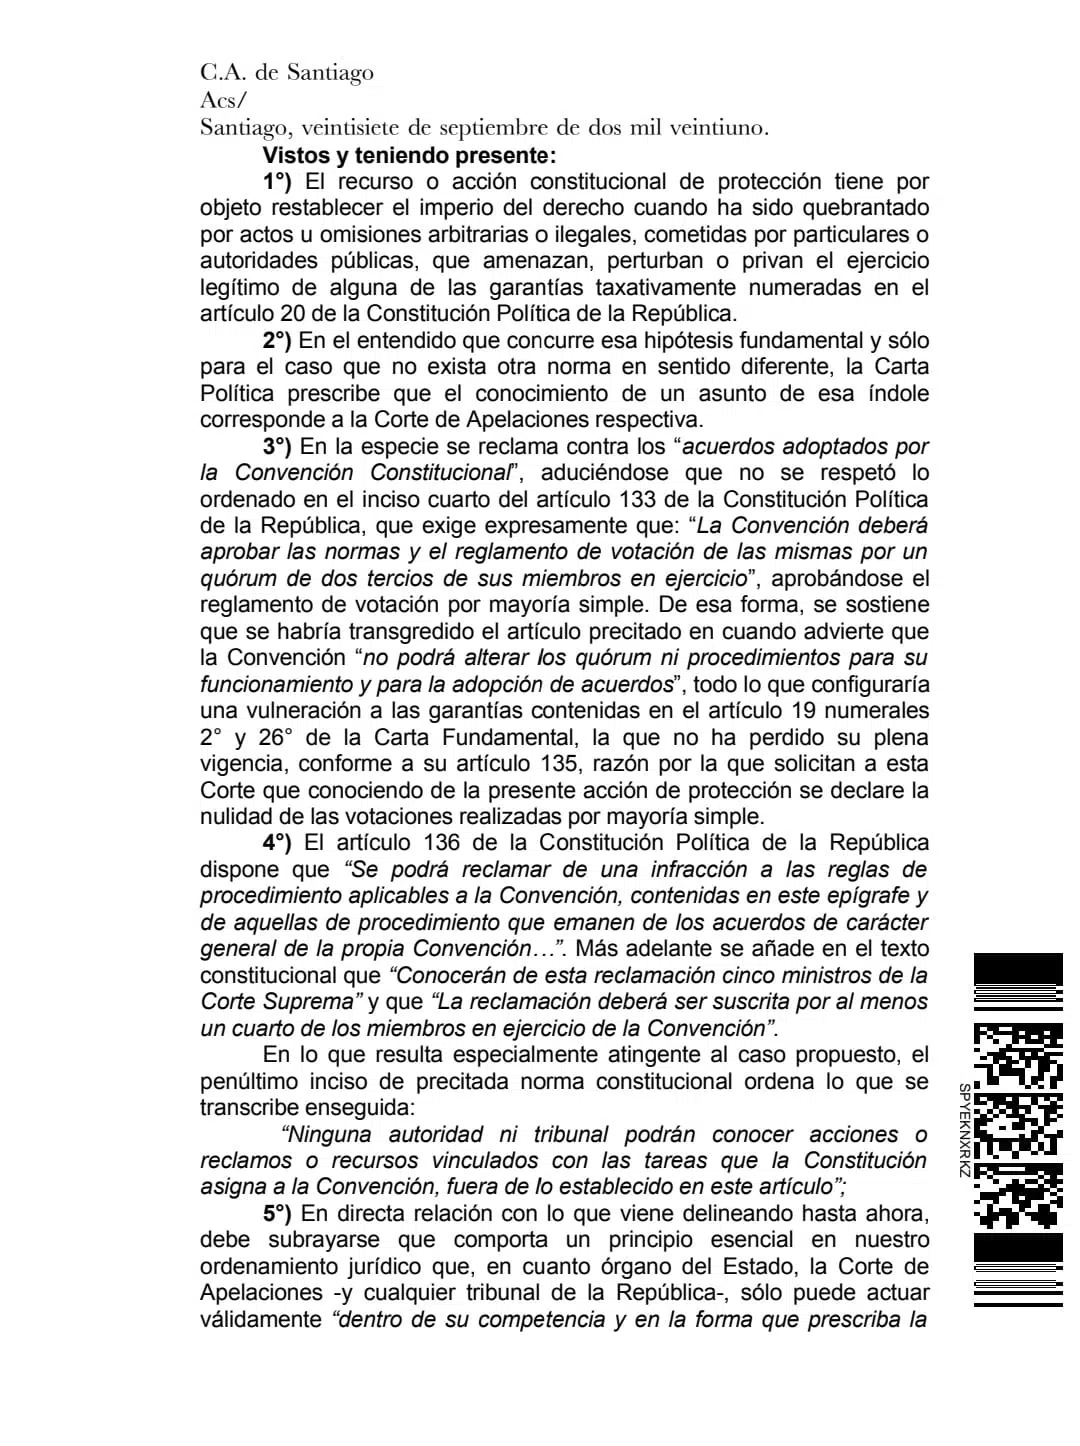 C.A. de Santiago
Acs/
Santiago, veintisiete de septiembre de dos mil veintiuno.
Vistos y teniendo presente:
1°) El recurso o acción constitucional de protección tiene por
objeto restablecer el imperio del derecho cuando ha sido quebrantado
por actos u omisiones arbitrarias o ilegales, cometidas por particulares o
autoridades públicas, que amenazan, perturban o privan el ejercicio
legítimo de alguna de las garantías taxativamente numeradas en el
artículo 20 de la Constitución Política de la República.
2°) En el entendido que concurre esa hipótesis fundamental y sólo
para el caso que no exista otra norma en sentido diferente, la Carta
Política prescribe que el conocimiento de un asunto de esa índole
corresponde a la Corte de Apelaciones respectiva.
3°) En la especie se reclama contra los “acuerdos adoptados por
la Convención Constitucional”, aduciéndose que no se respetó lo
ordenado en el inciso cuarto del artículo 133 de la Constitución Política
de la República, que exige expresamente que: “La Convención deberá
aprobar las normas y el reglamento de votación de las mismas por un
quórum de dos tercios de sus miembros en ejercicio”, aprobándose el
reglamento de votación por mayoría simple. De esa forma, se sostiene
que se habría transgredido el artículo precitado en cuando advierte que
la Convención “no podrá alterar los quórum ni procedimientos para su
funcionamiento y para la adopción de acuerdos”, todo lo que configuraría
una vulneración a las garantías contenidas en el artículo 19 numerales
2° y 26° de la Carta Fundamental, la que no ha perdido su plena
vigencia, conforme a su artículo 135, razón por la que solicitan a esta
Corte que conociendo de la presente acción de protección se declare la
nulidad de las votaciones realizadas por mayoría simple.
4°) El artículo 136 de la Constitución Política de la República
dispone que “Se podrá reclamar de una infracción a las reglas de
procedimiento aplicables a la Convención, contenidas en este epígrafe y
de aquellas de procedimiento que emanen de los acuerdos de carácter
general de la propia Convención…”. Más adelante se añade en el texto
constitucional que “Conocerán de esta reclamación cinco ministros de la
Corte Suprema” y que “La reclamación deberá ser suscrita por al menos
un cuarto de los miembros en ejercicio de la Convención”.
En lo que resulta especialmente atingente al caso propuesto, el
penúltimo inciso de precitada norma constitucional ordena lo que se
transcribe enseguida:
“Ninguna autoridad ni tribunal podrán conocer acciones o
reclamos o recursos vinculados con las tareas que la Constitución
asigna a la Convención, fuera de lo establecido en este artículo”;
5°) En directa relación con lo que viene delineando hasta ahora,
debe subrayarse que comporta un principio esencial en nuestro
ordenamiento jurídico que, en cuanto órgano del Estado, la Corte de
Apelaciones -y cualquier tribunal de la República-, sólo puede actuar
válidamente “dentro de su competencia y en la forma que prescriba la
SPYEKNXRKZ